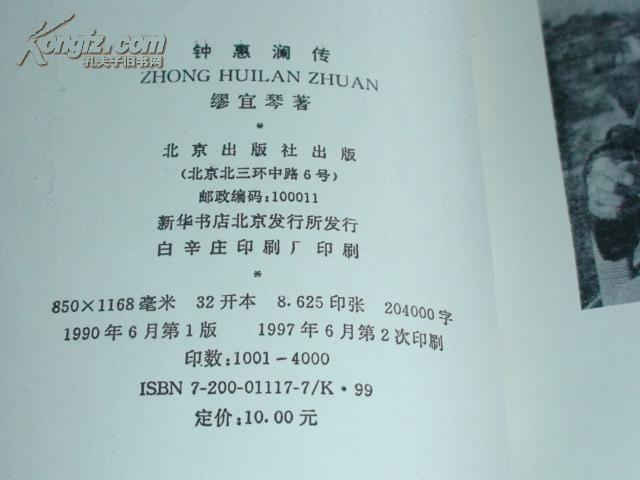 Kongfz.com
孔夫子旧书网
钟惠澜传
ZHONG HUILAN ZHUAN
缪宜琴著
*
北京出版社出版
(北京北三环中路6号)
邮政编码:100011
新华书店北京发行所发行
白辛庄印刷厂印刷
*
850×1168毫米 32开本 8.625印张 204000字
1990年6月第1版 1997年6月第2次印刷
印数:1001-4000
ISBN 7-200-01117-7/K·99
定价:10.00元